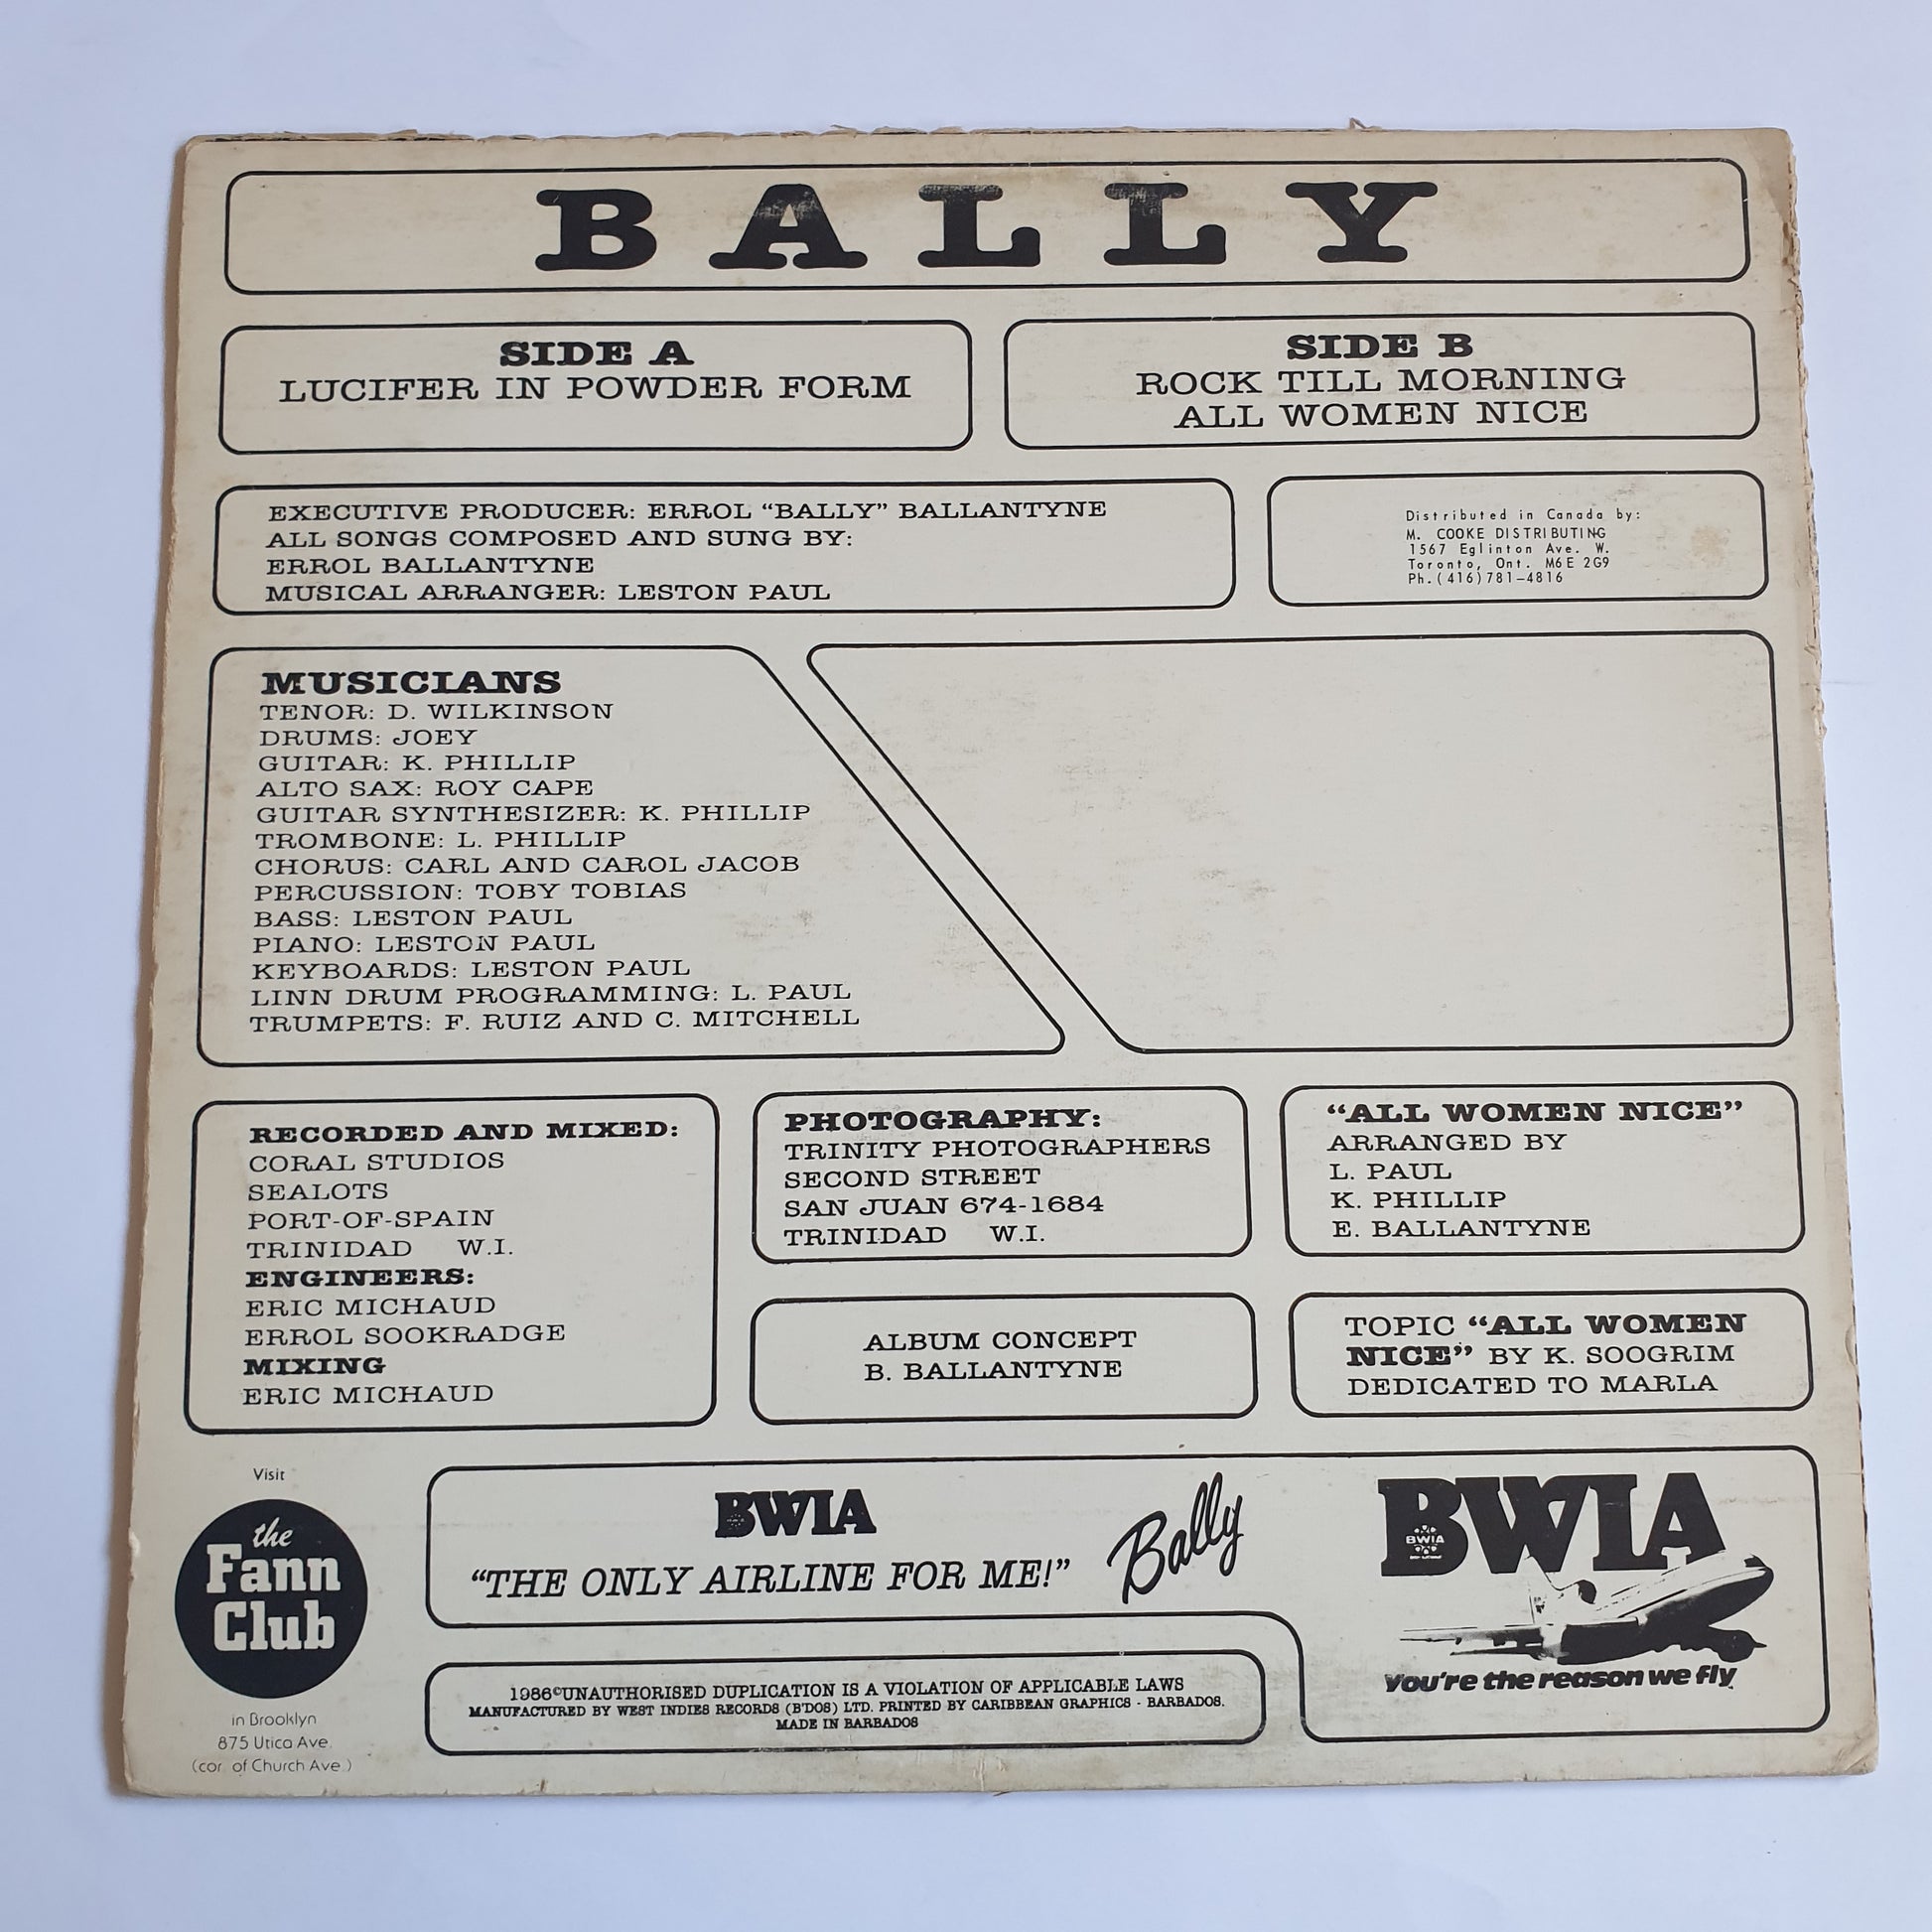 BALLY
SIDE A
LUCIFER IN POWDER FORM
SIDE B
ROCK TILL MORNING
ALL WOMEN NICE
EXECUTIVE PRODUCER: ERROL “BALLY” BALLANTYNE
ALL SONGS COMPOSED AND SUNG BY:
ERROL BALLANTYNE
MUSICAL ARRANGER: LESTON PAUL
Distributed in Canada by:
M. COOKE DISTRIBUTING
1567 Eglinton Ave. W.
Toronto, Ont. M6E 2G9
Ph.(416)781-4816
MUSICIANS
TENOR: D. WILKINSON
DRUMS: JOEY
GUITAR: K. PHILLIP
ALTO SAX: ROY CAPE
GUITAR SYNTHESIZER: K. PHILLIP
TROMBONE: L. PHILLIP
CHORUS: CARL AND CAROL JACOB
PERCUSSION: TOBY TOBIAS
BASS: LESTON PAUL
PIANO: LESTON PAUL
KEYBOARDS: LESTON PAUL
LINN DRUM PROGRAMMING: L. PAUL
TRUMPETS: F. RUIZ AND C. MITCHELL
RECORDED AND MIXED:
CORAL STUDIOS
SEALOTS
PORT-OF-SPAIN
TRINIDAD W.I.
ENGINEERS:
ERIC MICHAUD
ERROL SOOKRADGE
MIXING
ERIC MICHAUD
PHOTOGRAPHY:
TRINITY PHOTOGRAPHERS
SECOND STREET
SAN JUAN 674-1684
TRINIDAD W.I.
“ALL WOMEN NICE”
ARRANGED BY
L. PAUL
K. PHILLIP
E. BALLANTYNE
ALBUM CONCEPT
B. BALLANTYNE
TOPIC “ALL WOMEN
NICE” BY K. SOOGRIM
DEDICATED TO MARLA
Visit
the
Fann
Club
in Brooklyn
875 Utica Ave.
(cor. of Church Ave.)
BWIA
“THE ONLY AIRLINE FOR ME!”
Bally
BWIA
BWIA
You're the reason we fly
1986©UNAUTHORISED DUPLICATION IS A VIOLATION OF APPLICABLE LAWS
MANUFACTURED BY WEST INDIES RECORDS (B'DOS) LTD. PRINTED BY CARIBBEAN GRAPHICS - BARBADOS.
MADE IN BARBADOS